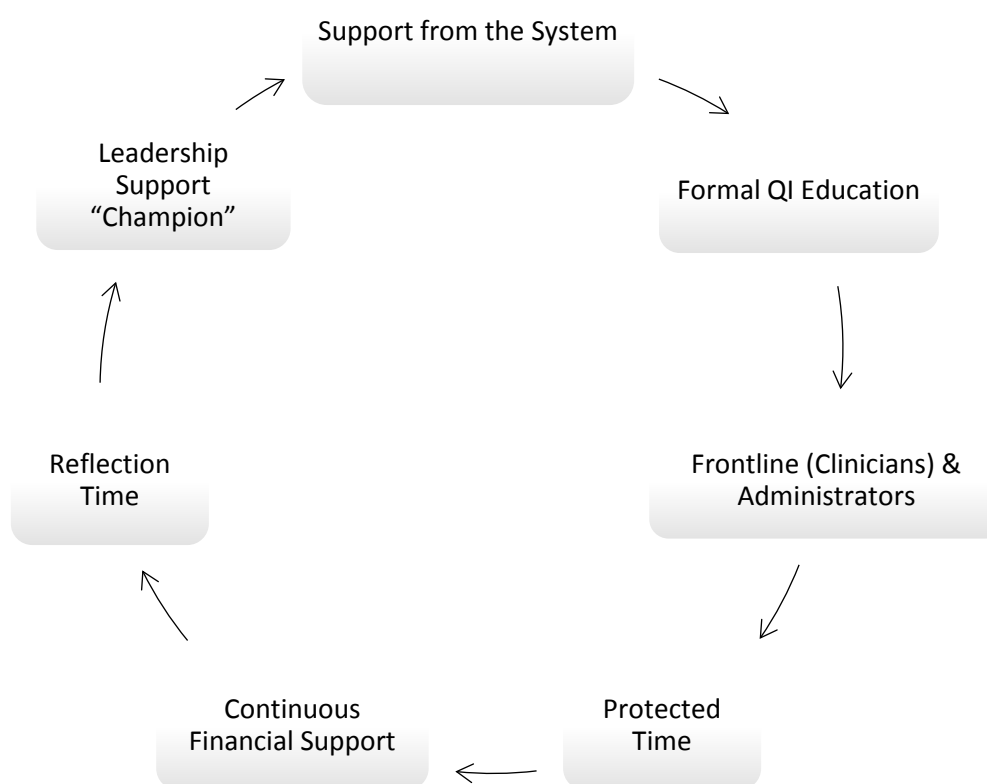 Support from the System
Leadership
Support
“Champion”
Formal QI Education
Reflection
Time
Frontline (Clinicians) &
Administrators
Continuous
Financial Support
Protected
Time